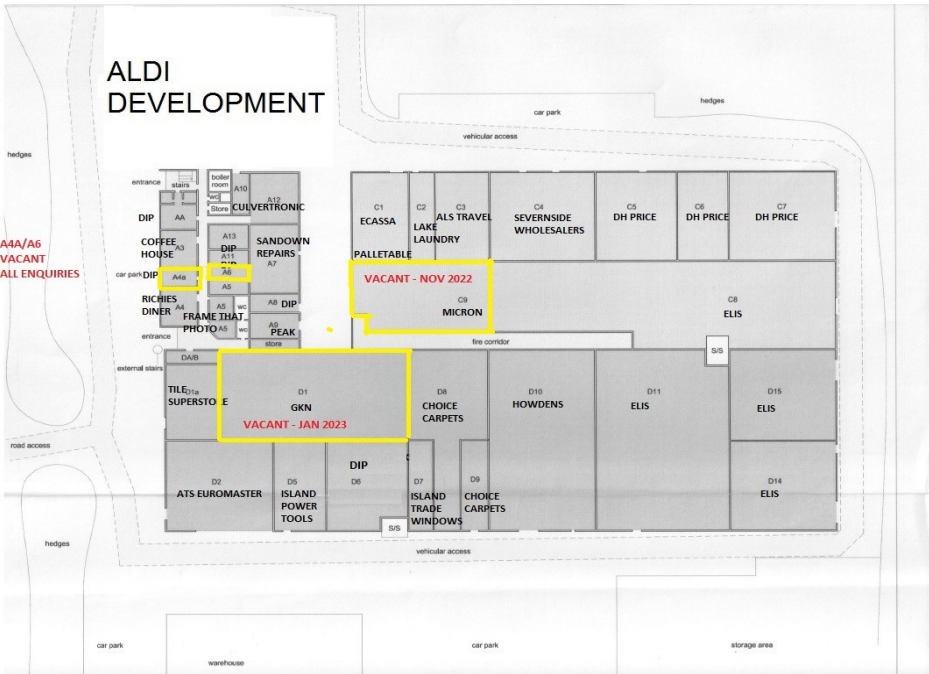 ALDI
DEVELOPMENT
hedges
car park
vehicular access
hedges
entrance
stairs
boiler
room
wc
Store
A10
A12
CULVERTRONIC
DIP
AA
A3
COFFEE
HOUSE
A13
DIP
A11
DIP
A6
A5
SANDOWN
REPAIRS
A7
A4A/A6
VACANT
ALL ENQUIRIES
car park
DIP
A4a
RICHIES
DINER
A4
FRAME THAT
PHOTO
A5
wc
A5
wc
A8
DIP
A9
PEAK
store
entrance
external stairs
C1
ECASSA
C2
LAKE
LAUNDRY
C3
ALS TRAVEL
C4
SEVERNSIDE
WHOLESALERS
C5
DH PRICE
C6
DH PRICE
C7
DH PRICE
PALLETABLE
VACANT - NOV 2022
C9
MICRON
C8
ELIS
fire corridor
S/S
DA/B
D1a
TILE
SUPERSTORE
D1
GKN
VACANT - JAN 2023
D8
CHOICE
CARPETS
D10
HOWDENS
D11
ELIS
D15
ELIS
road access
D2
ATS EUROMASTER
D5
ISLAND
POWER
TOOLS
DIP
D6
S/S
D7
ISLAND
TRADE
WINDOWS
D9
CHOICE
CARPETS
D14
ELIS
hedges
vehicular access
car park
warehouse
car park
storage area